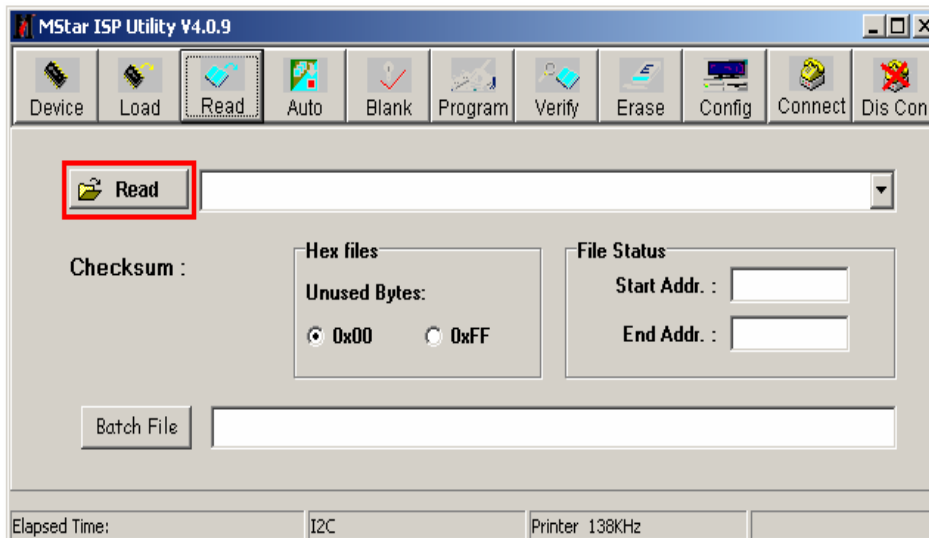 MStar ISP Utility V4.0.9
Device Load Read Auto Blank Program Verify Erase Config Connect Dis Con
Read
Checksum :
Hex files
Unused Bytes:
0x00 0xFF
File Status
Start Addr. :
End Addr. :
Batch File
Elapsed Time: I2C Printer 138KHz